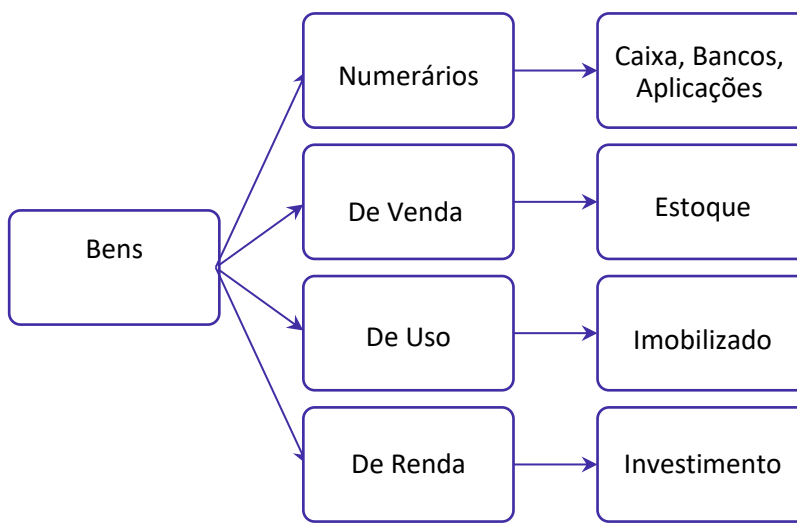 Bens
Numerários
Caixa, Bancos,
Aplicações
De Venda
Estoque
De Uso
Imobilizado
De Renda
Investimento